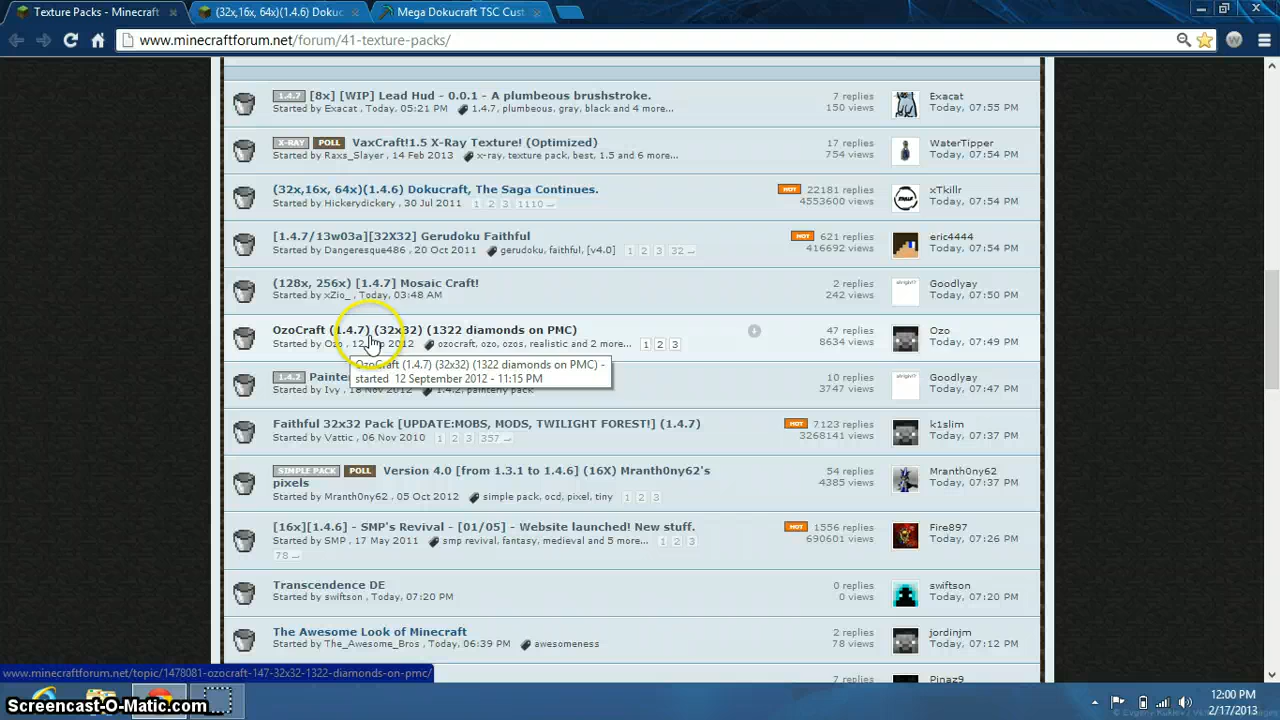 Texture Packs - Minecraft
(32x,16x, 64x)(1.4.6) Dokuc
Mega Dokucraft TSC Cust
www.minecraftforum.net/forum/41-texture-packs/
1.4.7 [8x] [WIP] Lead Hud - 0.0.1 - A plumbeous brushstroke.
Started by Exacat , Today, 05:21 PM 1.4.7, plumbeous, gray, black and 4 more...
7 replies
150 views
Exacat
Today, 07:55 PM
X-RAY POLL VaxCraft!1.5 X-Ray Texture! (Optimized)
Started by Raxs_Slayer , 14 Feb 2013 x-ray, texture pack, best, 1.5 and 6 more...
17 replies
754 views
WaterTipper
Today, 07:54 PM
(32x,16x, 64x)(1.4.6) Dokucraft, The Saga Continues.
Started by Hickerydickery , 30 Jul 2011 1 2 3 1110 →
HOT 22181 replies
4553600 views
xTkillr
Today, 07:54 PM
[1.4.7/13w03a][32X32] Gerudoku Faithful
Started by Dangeresque486 , 20 Oct 2011 gerudoku, faithful, [v4.0] 1 2 3 32 →
HOT 621 replies
416692 views
eric4444
Today, 07:54 PM
(128x, 256x) [1.4.7] Mosaic Craft!
Started by xZio_ , Today, 03:48 AM
2 replies
242 views
Goodlyay
Today, 07:50 PM
OzoCraft (1.4.7) (32x32) (1322 diamonds on PMC)
Started by Ozo , 12 2012 ozocraft, ozo, ozos, realistic and 2 more... 1 2 3
47 replies
8634 views
Ozo
Today, 07:49 PM
OzoCraft (1.4.7) (32x32) (1322 diamonds on PMC) -
started 12 September 2012 - 11:15 PM
1.4.2 Painte
Started by Ivy , 18 Nov 2012 1.4.2, painterly pack
10 replies
3747 views
Goodlyay
Today, 07:47 PM
Faithful 32x32 Pack [UPDATE:MOBS, MODS, TWILIGHT FOREST!] (1.4.7)
Started by Vattic , 06 Nov 2010 1 2 3 357 →
HOT 7123 replies
3268141 views
k1slim
Today, 07:37 PM
SIMPLE PACK POLL Version 4.0 [from 1.3.1 to 1.4.6] (16X) Mranth0ny62's
pixels
Started by Mranth0ny62 , 05 Oct 2012 simple pack, ocd, pixel, tiny 1 2 3
54 replies
4385 views
Mranth0ny62
Today, 07:37 PM
[16x][1.4.6] - SMP's Revival - [01/05] - Website launched! New stuff.
Started by SMP , 17 May 2011 smp revival, fantasy, medieval and 5 more... 1 2 3
78 →
HOT 1556 replies
690601 views
Fire897
Today, 07:26 PM
Transcendence DE
Started by swiftson , Today, 07:20 PM
0 replies
0 views
swiftson
Today, 07:20 PM
The Awesome Look of Minecraft
Started by The_Awesome_Bros , Today, 06:39 PM awesomeness
2 replies
78 views
jordinjm
Today, 07:12 PM
7 replies
Pinaz9
www.minecraftforum.net/topic/1478081-ozocraft-147-32x32-1322-diamonds-on-pmc/
12:00 PM
2/17/2013
Screencast-O-Matic.com